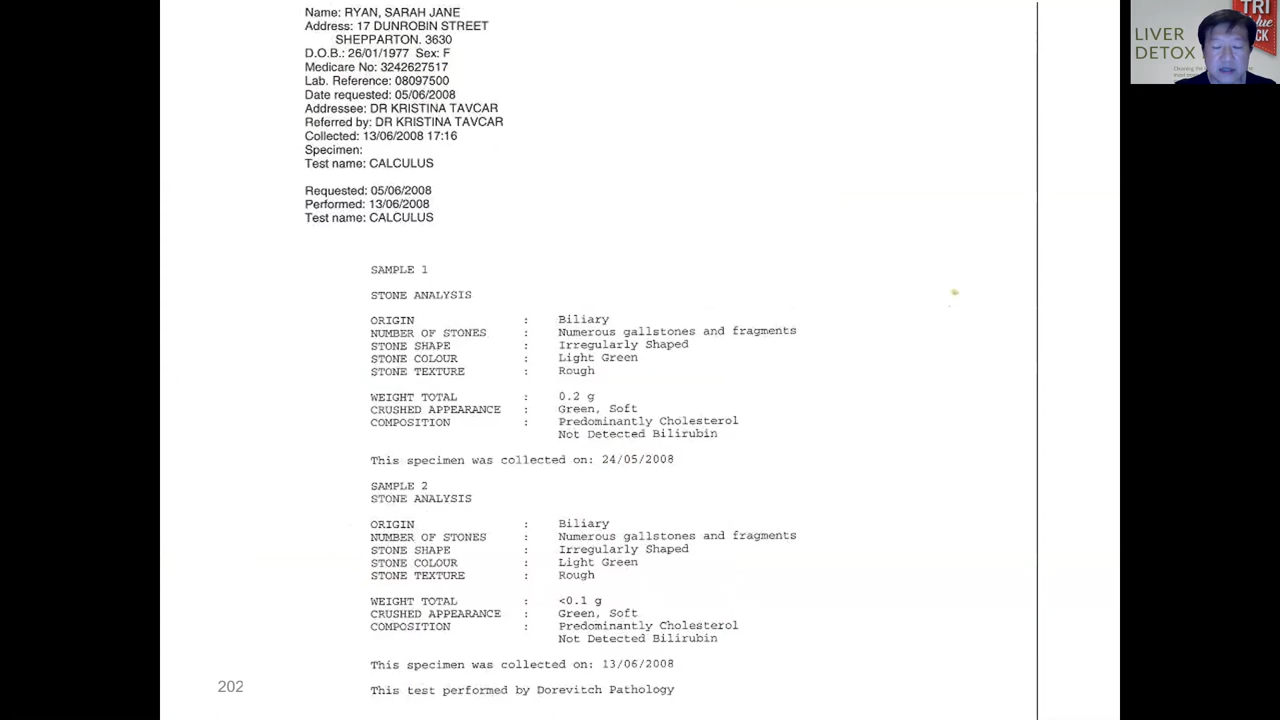 Name: RYAN, SARAH JANE
Address: 17 DUNROBIN STREET
SHEPPARTON. 3630
D.O.B.: 26/01/1977 Sex: F
Medicare No: 3242627517
Lab. Reference: 08097500
Date requested: 05/06/2008
Addressee: DR KRISTINA TAVCAR
Referred by: DR KRISTINA TAVCAR
Collected: 13/06/2008 17:16
Specimen:
Test name: CALCULUS
Requested: 05/06/2008
Performed: 13/06/2008
Test name: CALCULUS
SAMPLE 1
STONE ANALYSIS
ORIGIN : Biliary
NUMBER OF STONES : Numerous gallstones and fragments
STONE SHAPE : Irregularly Shaped
STONE COLOUR : Light Green
STONE TEXTURE : Rough
WEIGHT TOTAL : 0.2 g
CRUSHED APPEARANCE : Green, Soft
COMPOSITION : Predominantly Cholesterol
Not Detected Bilirubin
This specimen was collected on: 24/05/2008
SAMPLE 2
STONE ANALYSIS
ORIGIN : Biliary
NUMBER OF STONES : Numerous gallstones and fragments
STONE SHAPE : Irregularly Shaped
STONE COLOUR : Light Green
STONE TEXTURE : Rough
WEIGHT TOTAL : <0.1 g
CRUSHED APPEARANCE : Green, Soft
COMPOSITION : Predominantly Cholesterol
Not Detected Bilirubin
This specimen was collected on: 13/06/2008
This test performed by Dorevitch Pathology
202
LIVER
DETOX
TRI